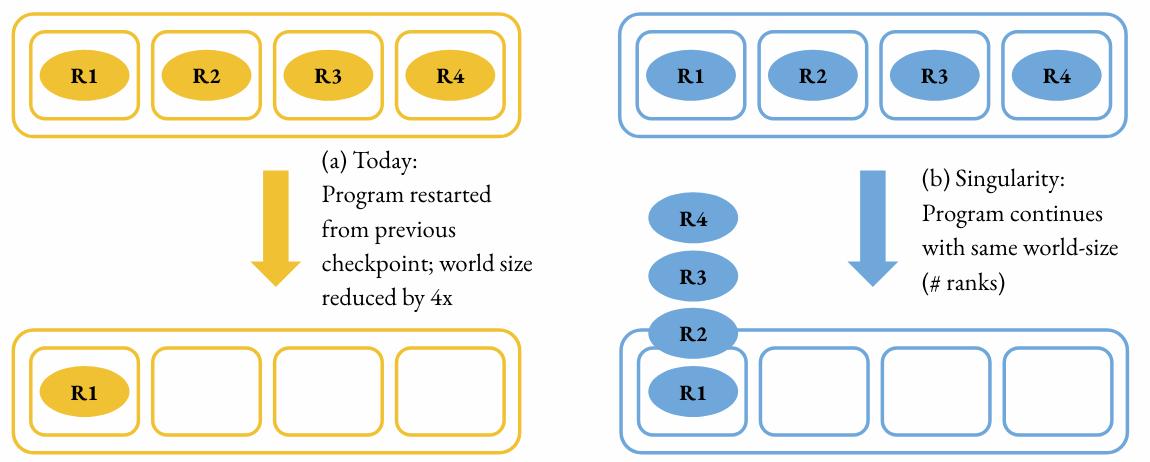 R1 R2 R3 R4
(a) Today:
Program restarted
from previous
checkpoint; world size
reduced by 4x
R1
R1 R2 R3 R4
(b) Singularity:
Program continues
with same world-size
(# ranks)
R4
R3
R2
R1